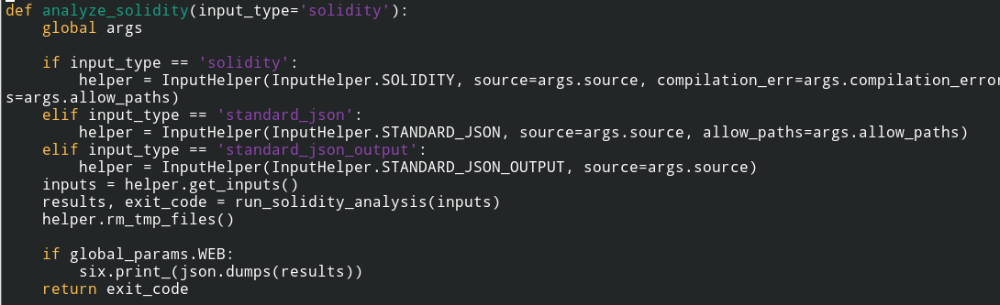 def analyze_solidity(input_type='solidity'):
    global args

    if input_type == 'solidity':
        helper = InputHelper(InputHelper.SOLIDITY, source=args.source, compilation_err=args.compilation_error
s=args.allow_paths)
    elif input_type == 'standard_json':
        helper = InputHelper(InputHelper.STANDARD_JSON, source=args.source, allow_paths=args.allow_paths)
    elif input_type == 'standard_json_output':
        helper = InputHelper(InputHelper.STANDARD_JSON_OUTPUT, source=args.source)
    inputs = helper.get_inputs()
    results, exit_code = run_solidity_analysis(inputs)
    helper.rm_tmp_files()

    if global_params.WEB:
        six.print_(json.dumps(results))
    return exit_code